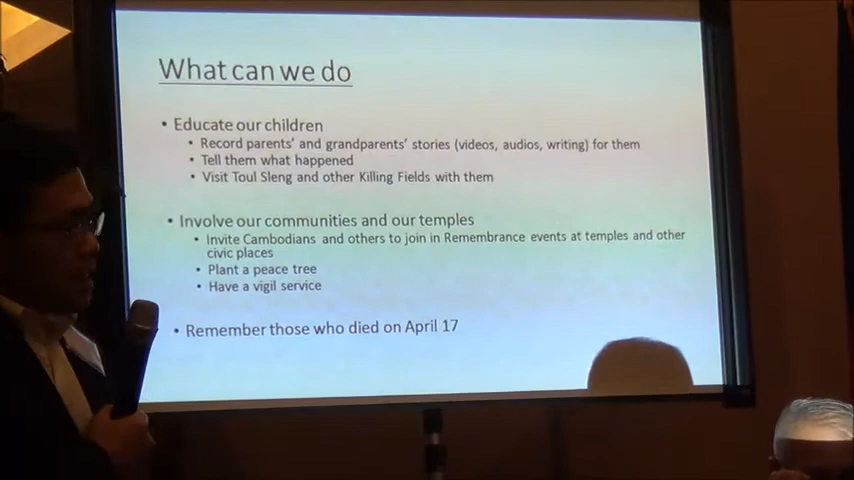 What can we do
• Educate our children
• Record parents' and grandparents' stories (videos, audios, writing) for them
• Tell them what happened
• Visit Toul Sleng and other Killing Fields with them
• Involve our communities and our temples
• Invite Cambodians and others to join in Remembrance events at temples and other
civic places
• Plant a peace tree
• Have a vigil service
• Remember those who died on April 17